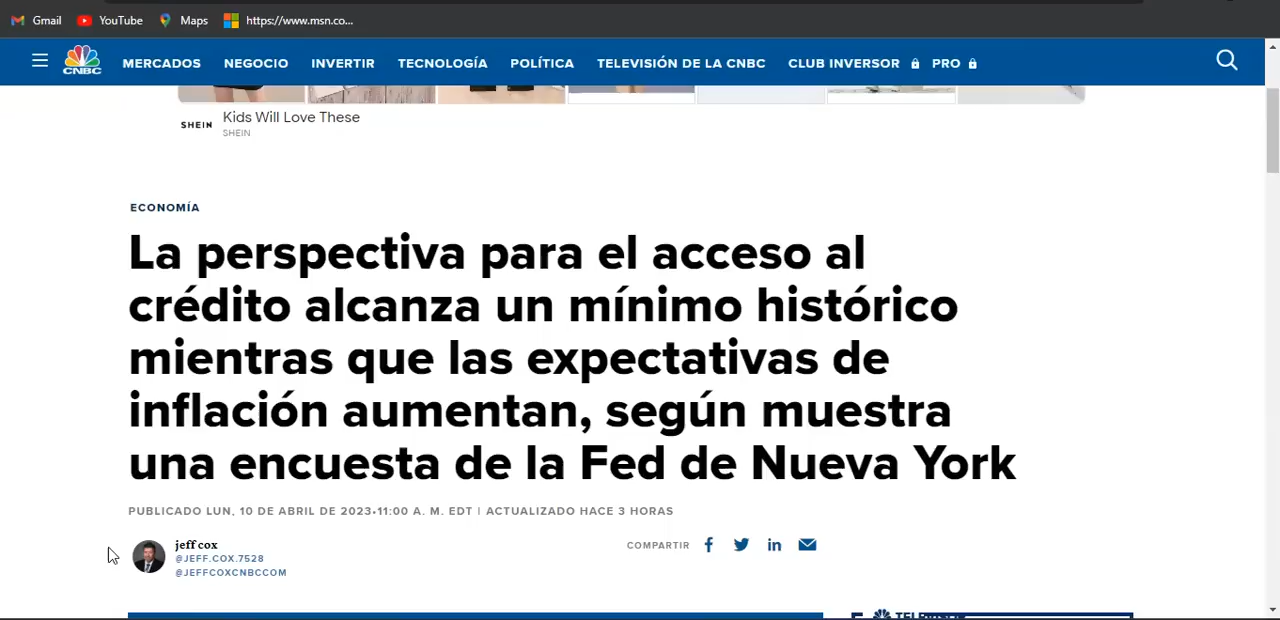 Gmail YouTube Maps https://www.msn.co...
CNBC MERCADOS NEGOCIO INVERTIR TECNOLOGÍA POLÍTICA TELEVISIÓN DE LA CNBC CLUB INVERSOR PRO
SHEIN Kids Will Love These
SHEIN
ECONOMÍA
La perspectiva para el acceso al
crédito alcanza un mínimo histórico
mientras que las expectativas de
inflación aumentan, según muestra
una encuesta de la Fed de Nueva York
PUBLICADO LUN, 10 DE ABRIL DE 2023•11:00 A. M. EDT | ACTUALIZADO HACE 3 HORAS
jeff cox
@JEFF.COX.7528
@JEFFCOXCNBCCOM
COMPARTIR